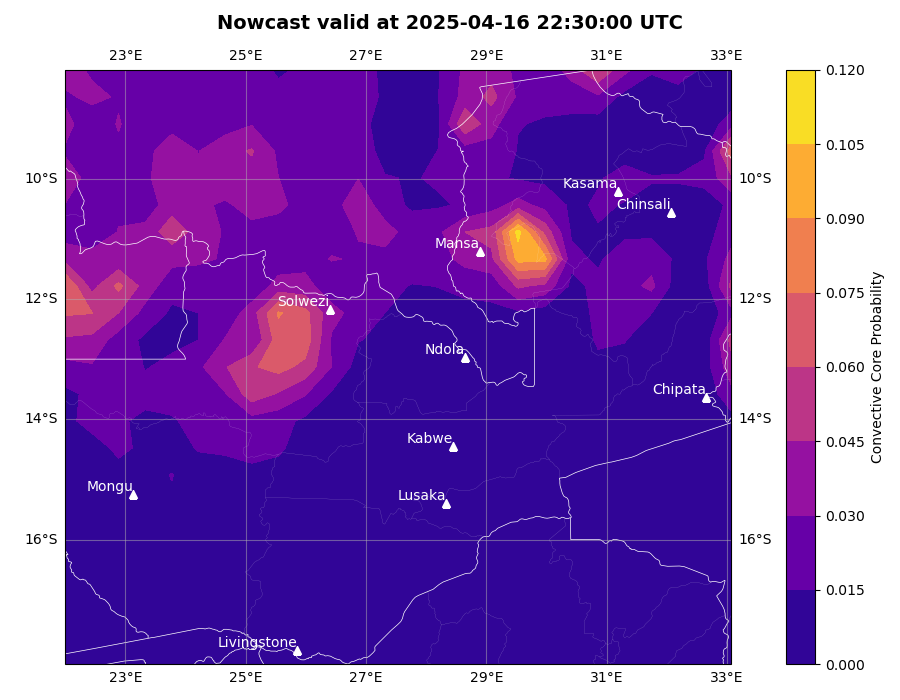 Nowcast valid at 2025-04-16 22:30:00 UTC
23°E 25°E 27°E 29°E 31°E 33°E
0.120
0.105
10°S 10°S
Kasama
Chinsali
0.090
Mansa
0.075
12°S 12°S
Solwezi
Ndola
0.060
Chipata
14°S 14°S
0.045
Kabwe
Mongu
Lusaka
0.030
16°S 16°S
0.015
Livingstone
0.000
23°E 25°E 27°E 29°E 31°E 33°E
Convective Core Probability